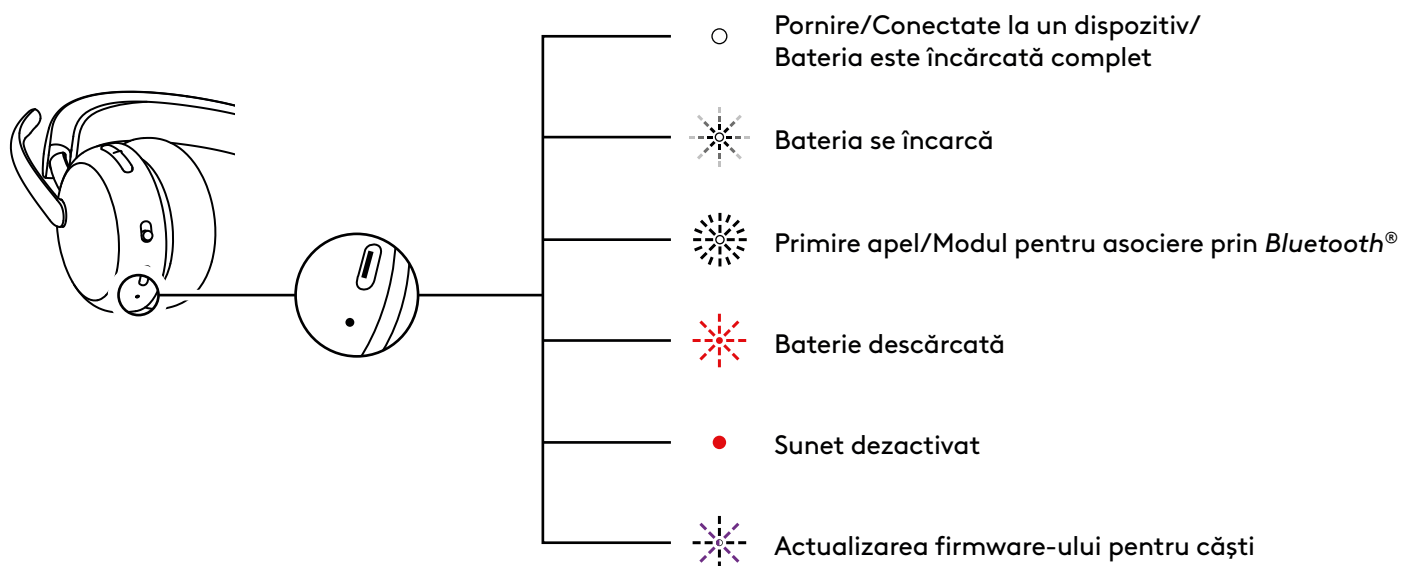 Pornire/Conectate la un dispozitiv/
Bateria este încărcată complet
Bateria se încarcă
Primire apel/Modul pentru asociere prin Bluetooth®
Baterie descărcată
Sunet dezactivat
Actualizarea firmware-ului pentru căști